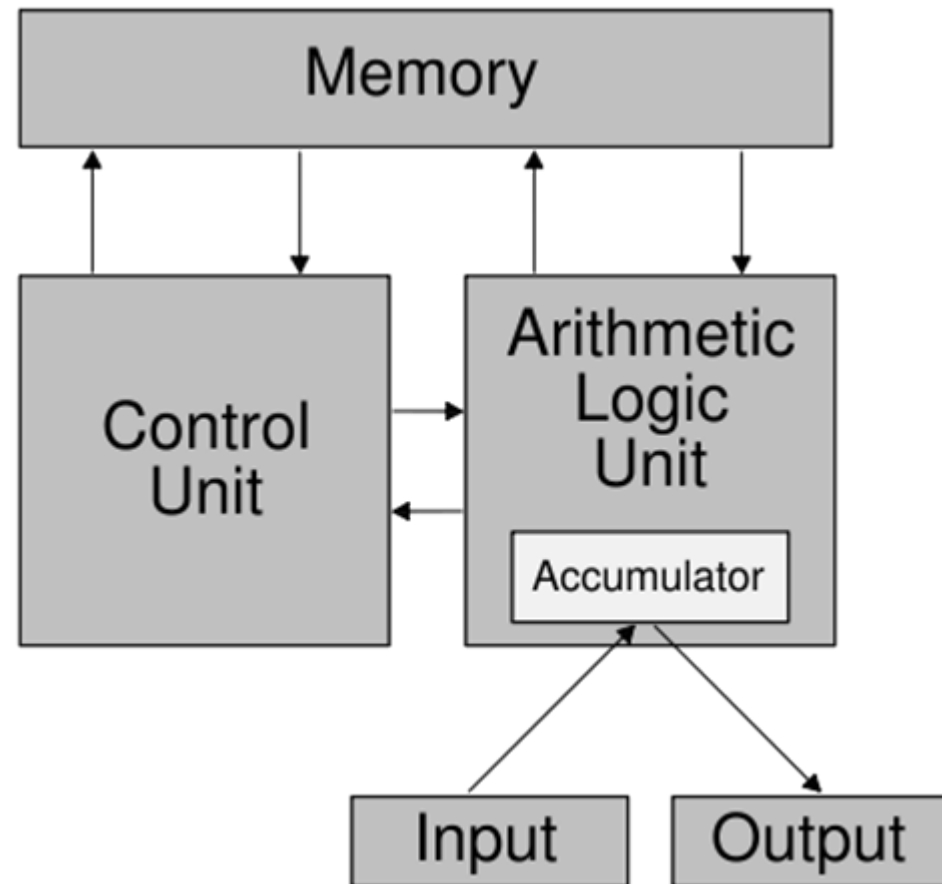 Memory
Control
Unit
Arithmetic
Logic
Unit
Accumulator
Input
Output